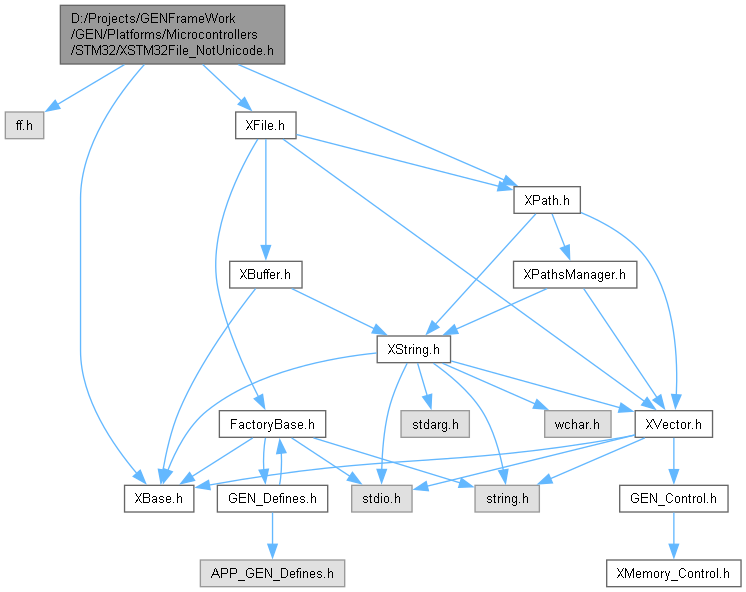 D:/Projects/GENFrameWork
/GEN/Platforms/Microcontrollers
/STM32/XSTM32File_NotUnicode.h
ff.h
XFile.h
XPath.h
XBuffer.h
XPathsManager.h
XString.h
FactoryBase.h
stdarg.h
wchar.h
XVector.h
XBase.h
GEN_Defines.h
stdio.h
string.h
GEN_Control.h
APP_GEN_Defines.h
XMemory_Control.h